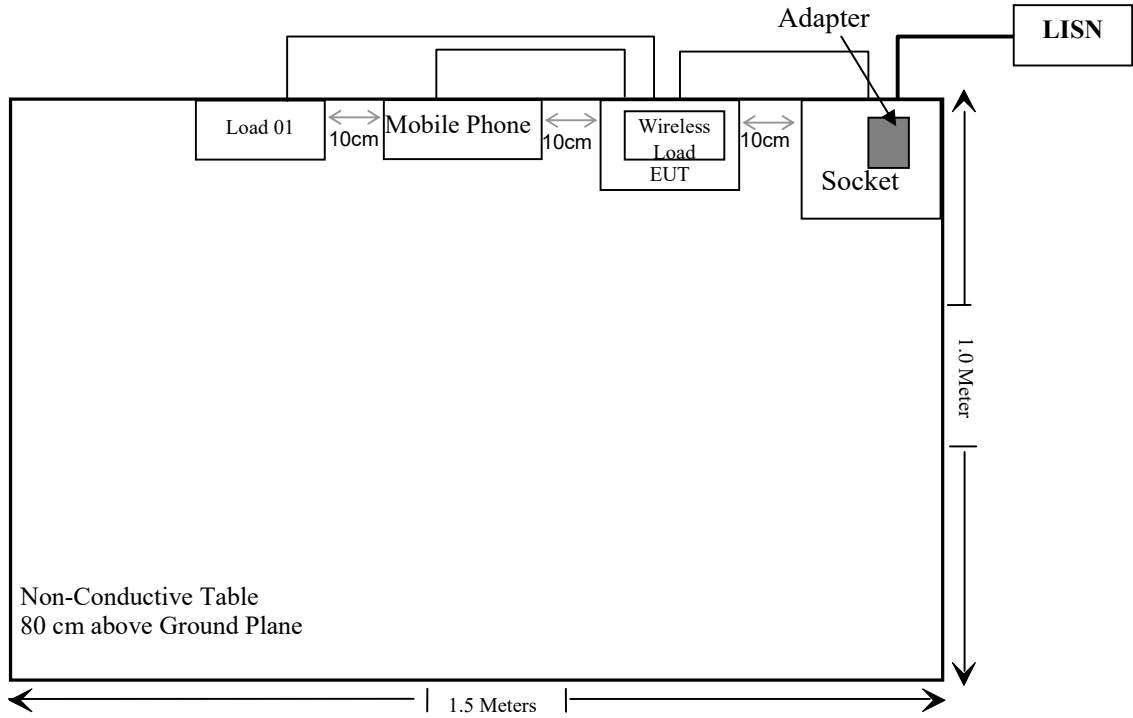 Adapter
LISN
Load 01
10cm
Mobile Phone
10cm
Wireless
Load
EUT
10cm
Socket
1.0 Meter
Non-Conductive Table
80 cm above Ground Plane
1.5 Meters